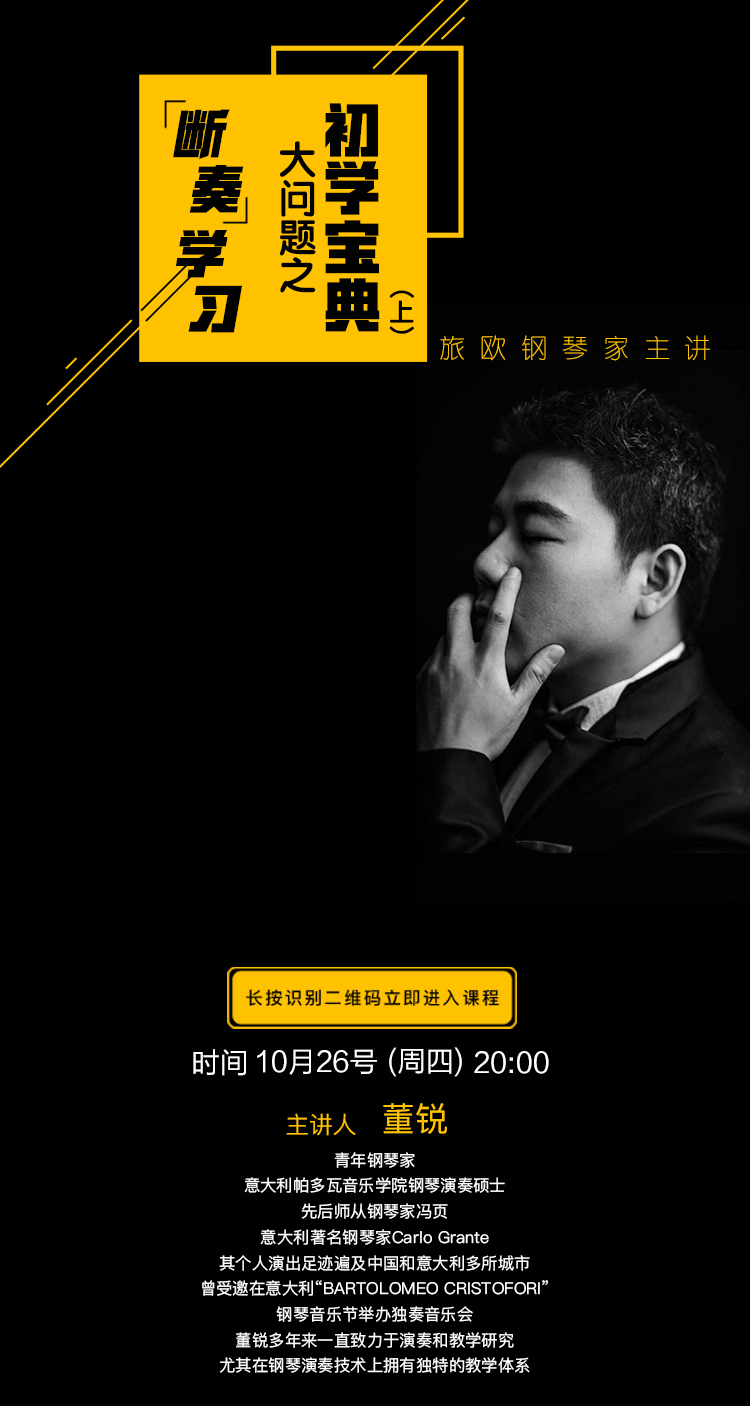 初学宝典
（上）
大问题之
「断奏」学习
旅欧钢琴家主讲
长按识别二维码立即进入课程
时间 10月26号 (周四) 20:00
主讲人 董锐
青年钢琴家
意大利帕多瓦音乐学院钢琴演奏硕士
先后师从钢琴家冯页
意大利著名钢琴家Carlo Grante
其个人演出足迹遍及中国和意大利多所城市
曾受邀在意大利“BARTOLOMEO CRISTOFORI”
钢琴音乐节举办独奏音乐会
董锐多年来一直致力于演奏和教学研究
尤其在钢琴演奏技术上拥有独特的教学体系